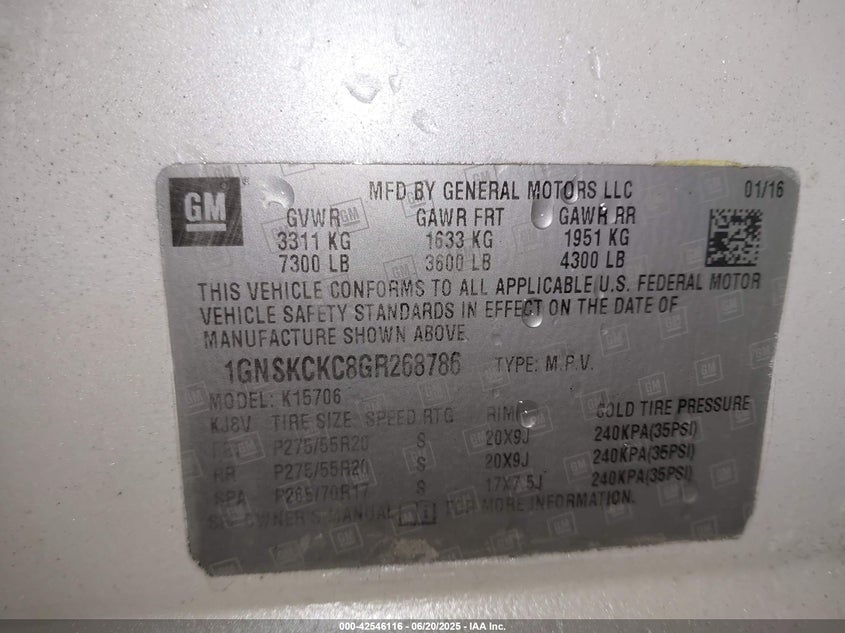 GM
MFD BY GENERAL MOTORS LLC 01/16
GVWR GAWR FRT GAWR RR
3311 KG 1633 KG 1951 KG
7300 LB 3600 LB 4300 LB
THIS VEHICLE CONFORMS TO ALL APPLICABLE U.S. FEDERAL MOTOR
VEHICLE SAFETY STANDARDS IN EFFECT ON THE DATE OF
MANUFACTURE SHOWN ABOVE.
1GNSKCKC8GR268786 TYPE: M.P.V.
MODEL: K15706
KJ8V TIRE SIZE SPEED RTG RIM COLD TIRE PRESSURE
FRT P275/55R20 S 20X9J 240KPA(35PSI)
RR P275/55R20 S 20X9J 240KPA(35PSI)
SPA P265/70R17 S 17X7.5J 240KPA(35PSI)
SEE OWNER'S MANUAL FOR MORE INFORMATION.
000-42546116 - 06/20/2025 - IAA Inc.